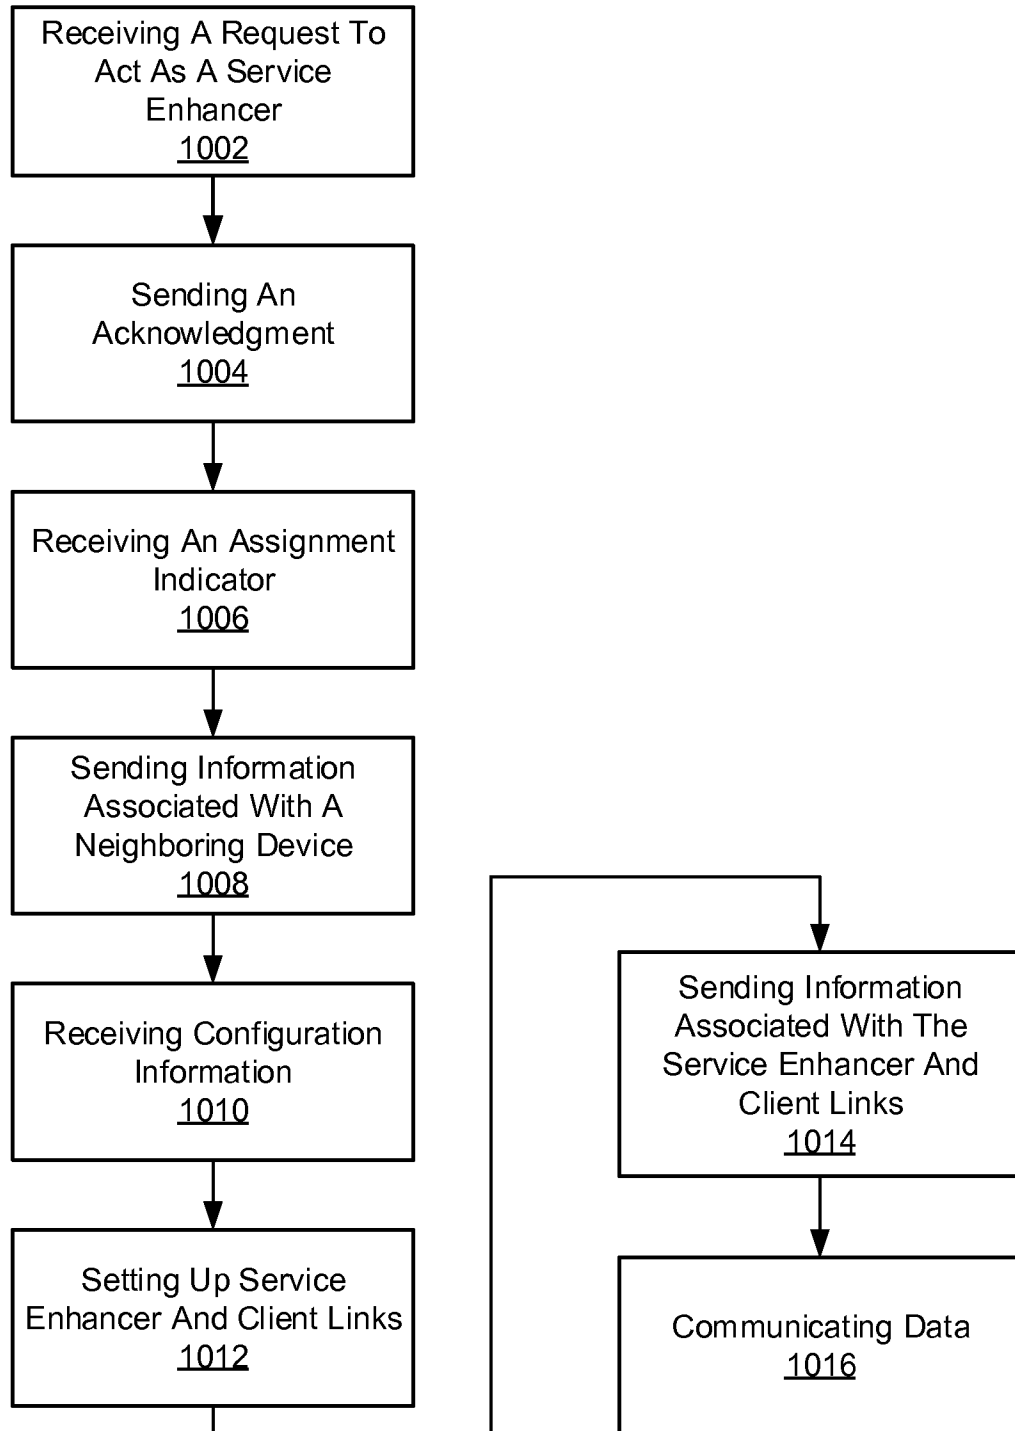 Receiving A Request To
Act As A Service
Enhancer
1002
Sending An
Acknowledgment
1004
Receiving An Assignment
Indicator
1006
Sending Information
Associated With A
Neighboring Device
1008
Receiving Configuration
Information
1010
Setting Up Service
Enhancer And Client Links
1012
Sending Information
Associated With The
Service Enhancer And
Client Links
1014
Communicating Data
1016